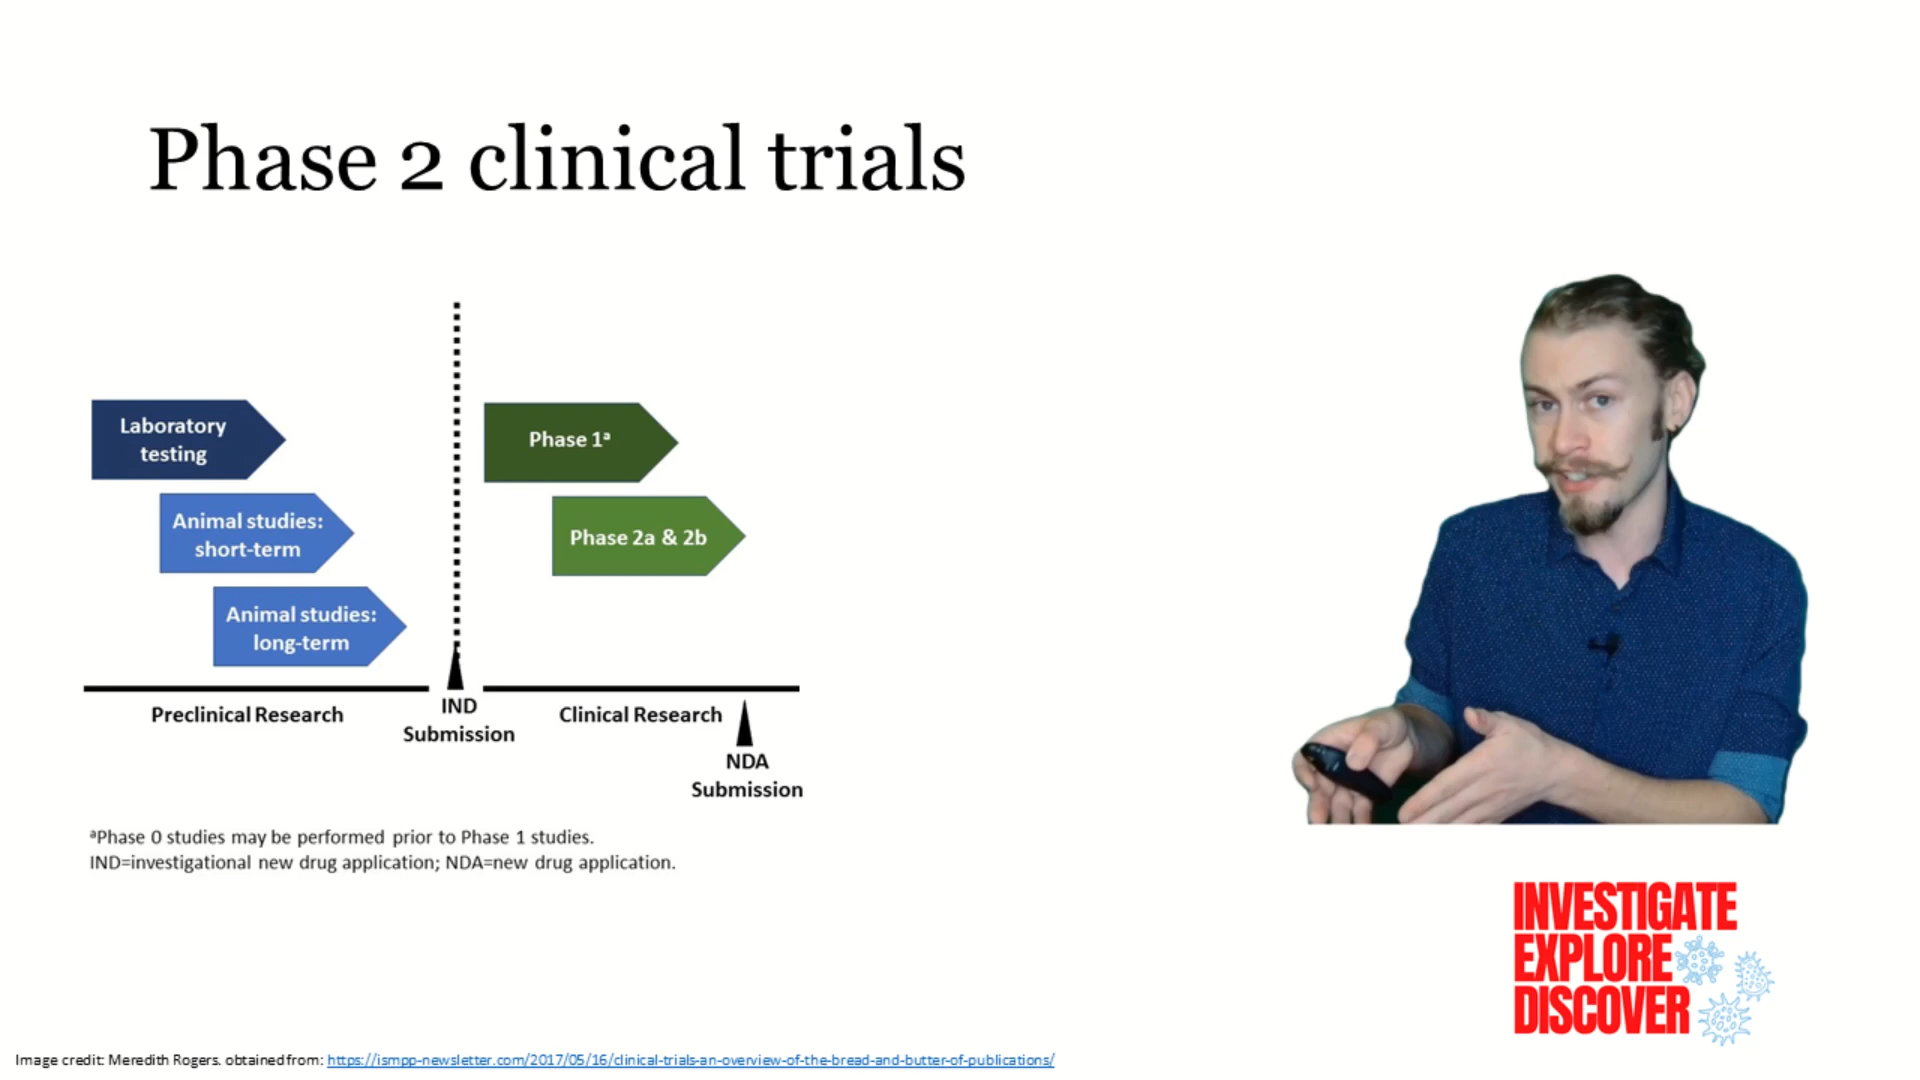 Phase 2 clinical trials
Laboratory
testing
Animal studies:
short-term
Animal studies:
long-term
Phase 1ª
Phase 2a & 2b
Preclinical Research
IND
Submission
Clinical Research
NDA
Submission
ªPhase 0 studies may be performed prior to Phase 1 studies.
IND=investigational new drug application; NDA=new drug application.
INVESTIGATE
EXPLORE
DISCOVER
Image credit: Meredith Rogers. obtained from: https://ismpp-newsletter.com/2017/05/16/clinical-trials-an-overview-of-the-bread-and-butter-of-publications/